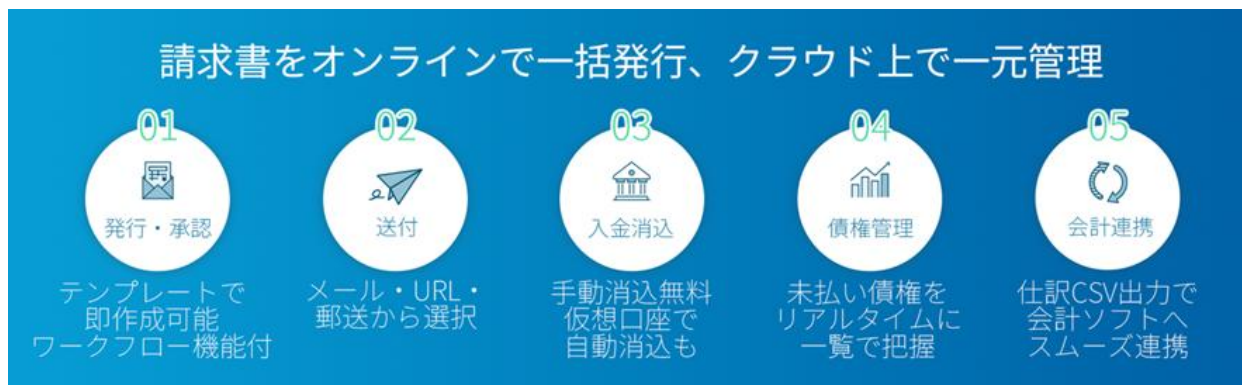 請求書をオンラインで一括発行、クラウド上で一元管理
01
発行・承認
テンプレートで
即作成可能
ワークフロー機能付
02
送付
メール・URL・
郵送から選択
03
入金消込
手動消込無料
仮想口座で
自動消込も
04
債権管理
未払い債権を
リアルタイムに
一覧で把握
05
会計連携
仕訳CSV出力で
会計ソフトへ
スムーズ連携